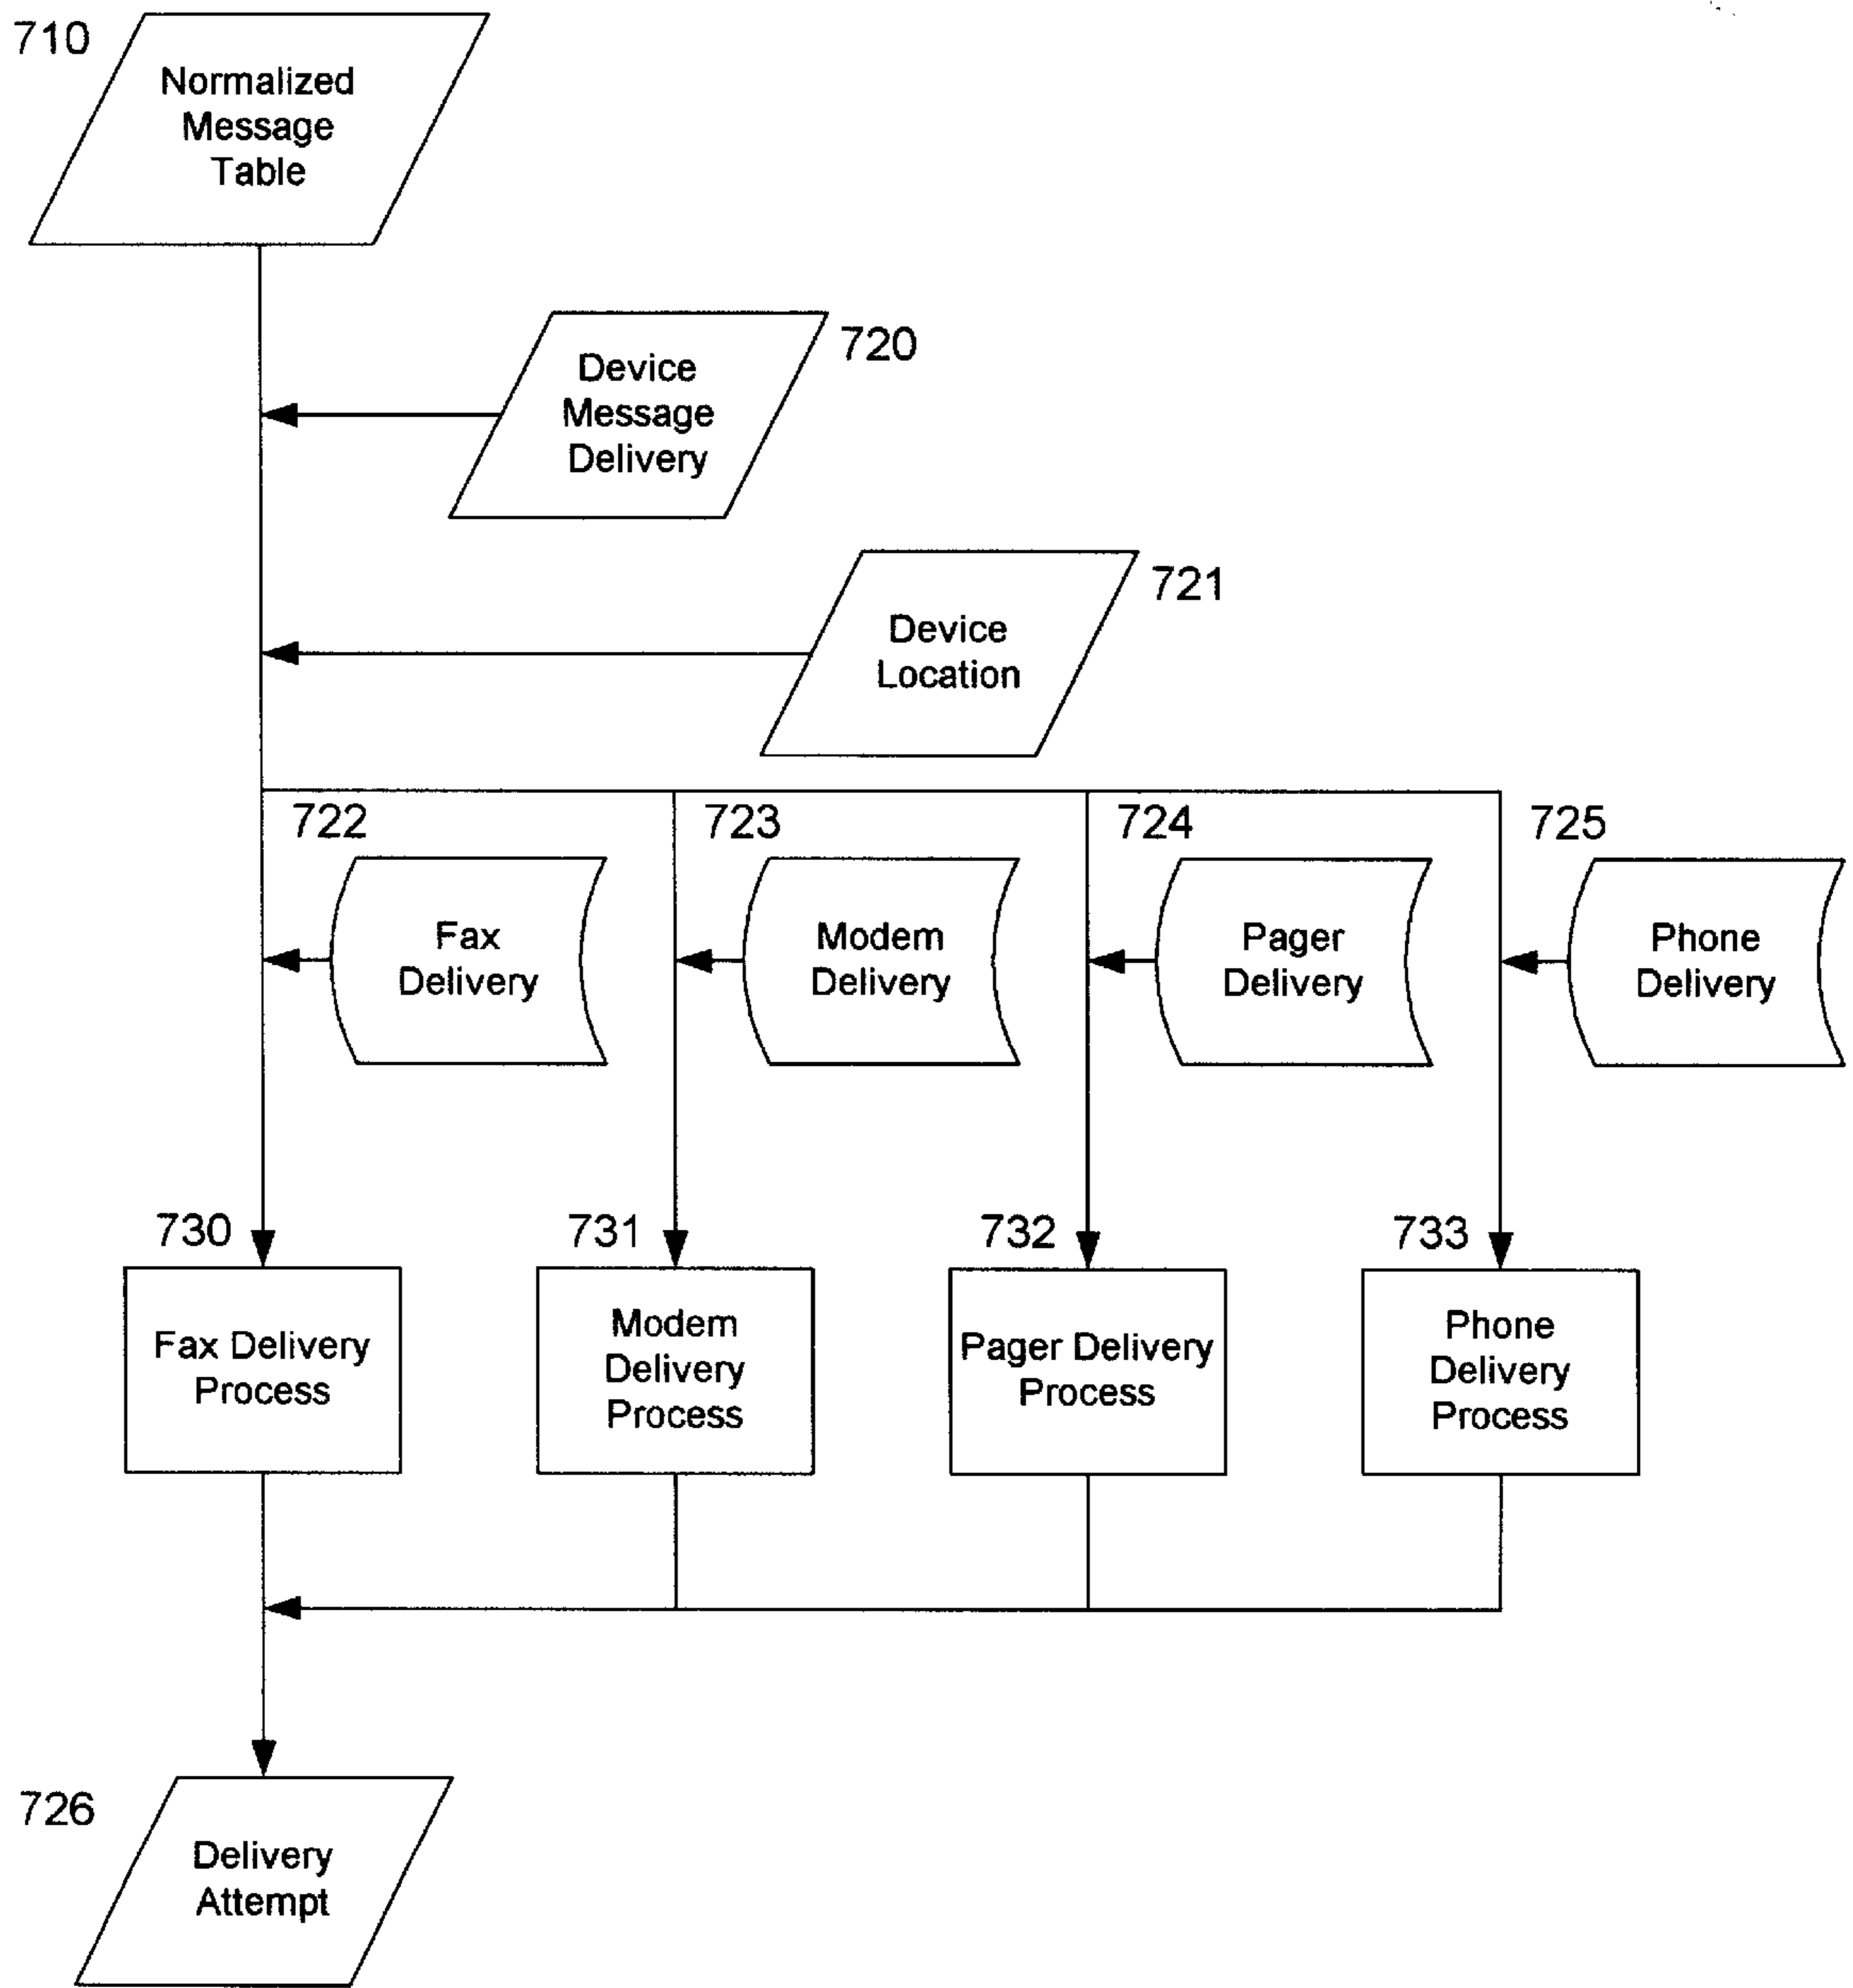 710
Normalized
Message
Table
720
Device
Message
Delivery
721
Device
Location
722
723
724
725
Fax
Delivery
Modem
Delivery
Pager
Delivery
Phone
Delivery
730
731
732
733
Fax Delivery
Process
Modem
Delivery
Process
Pager Delivery
Process
Phone
Delivery
Process
726
Delivery
Attempt